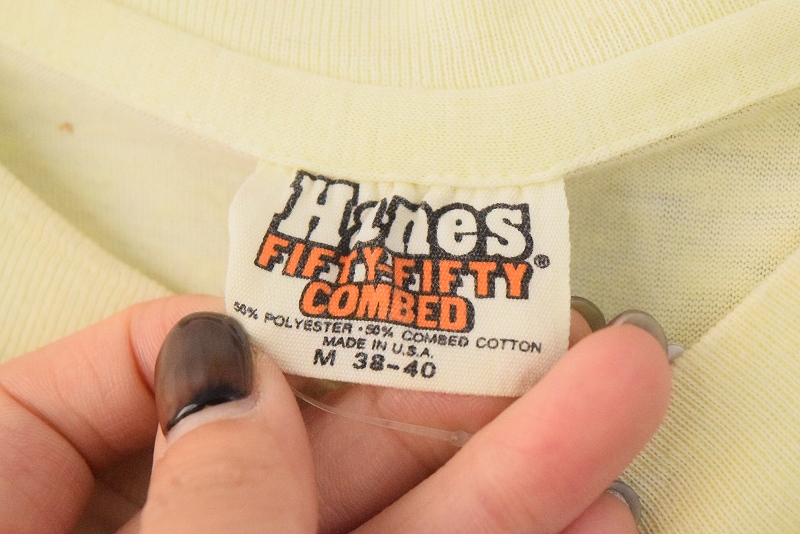 Hanes®
FIFTY-FIFTY
COMBED
50% POLYESTER • 50% COMBED COTTON
MADE IN U.S.A.
M 38-40